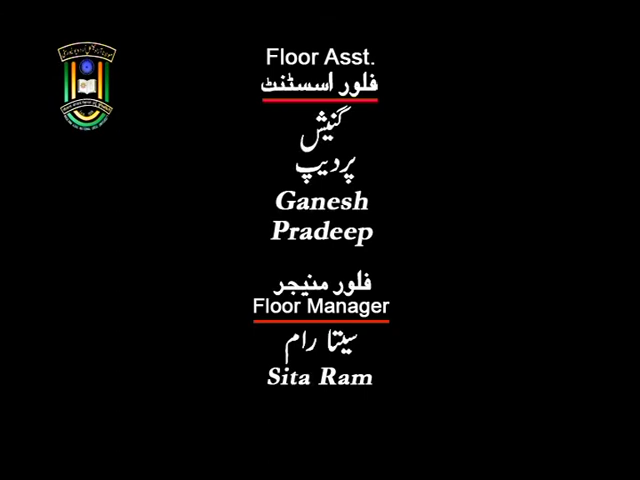 Floor Asst.
فلور اسسٹنٹ
گنیش
پردیپ
Ganesh
Pradeep
فلور منیجر
Floor Manager
سیتا رام
Sita Ram